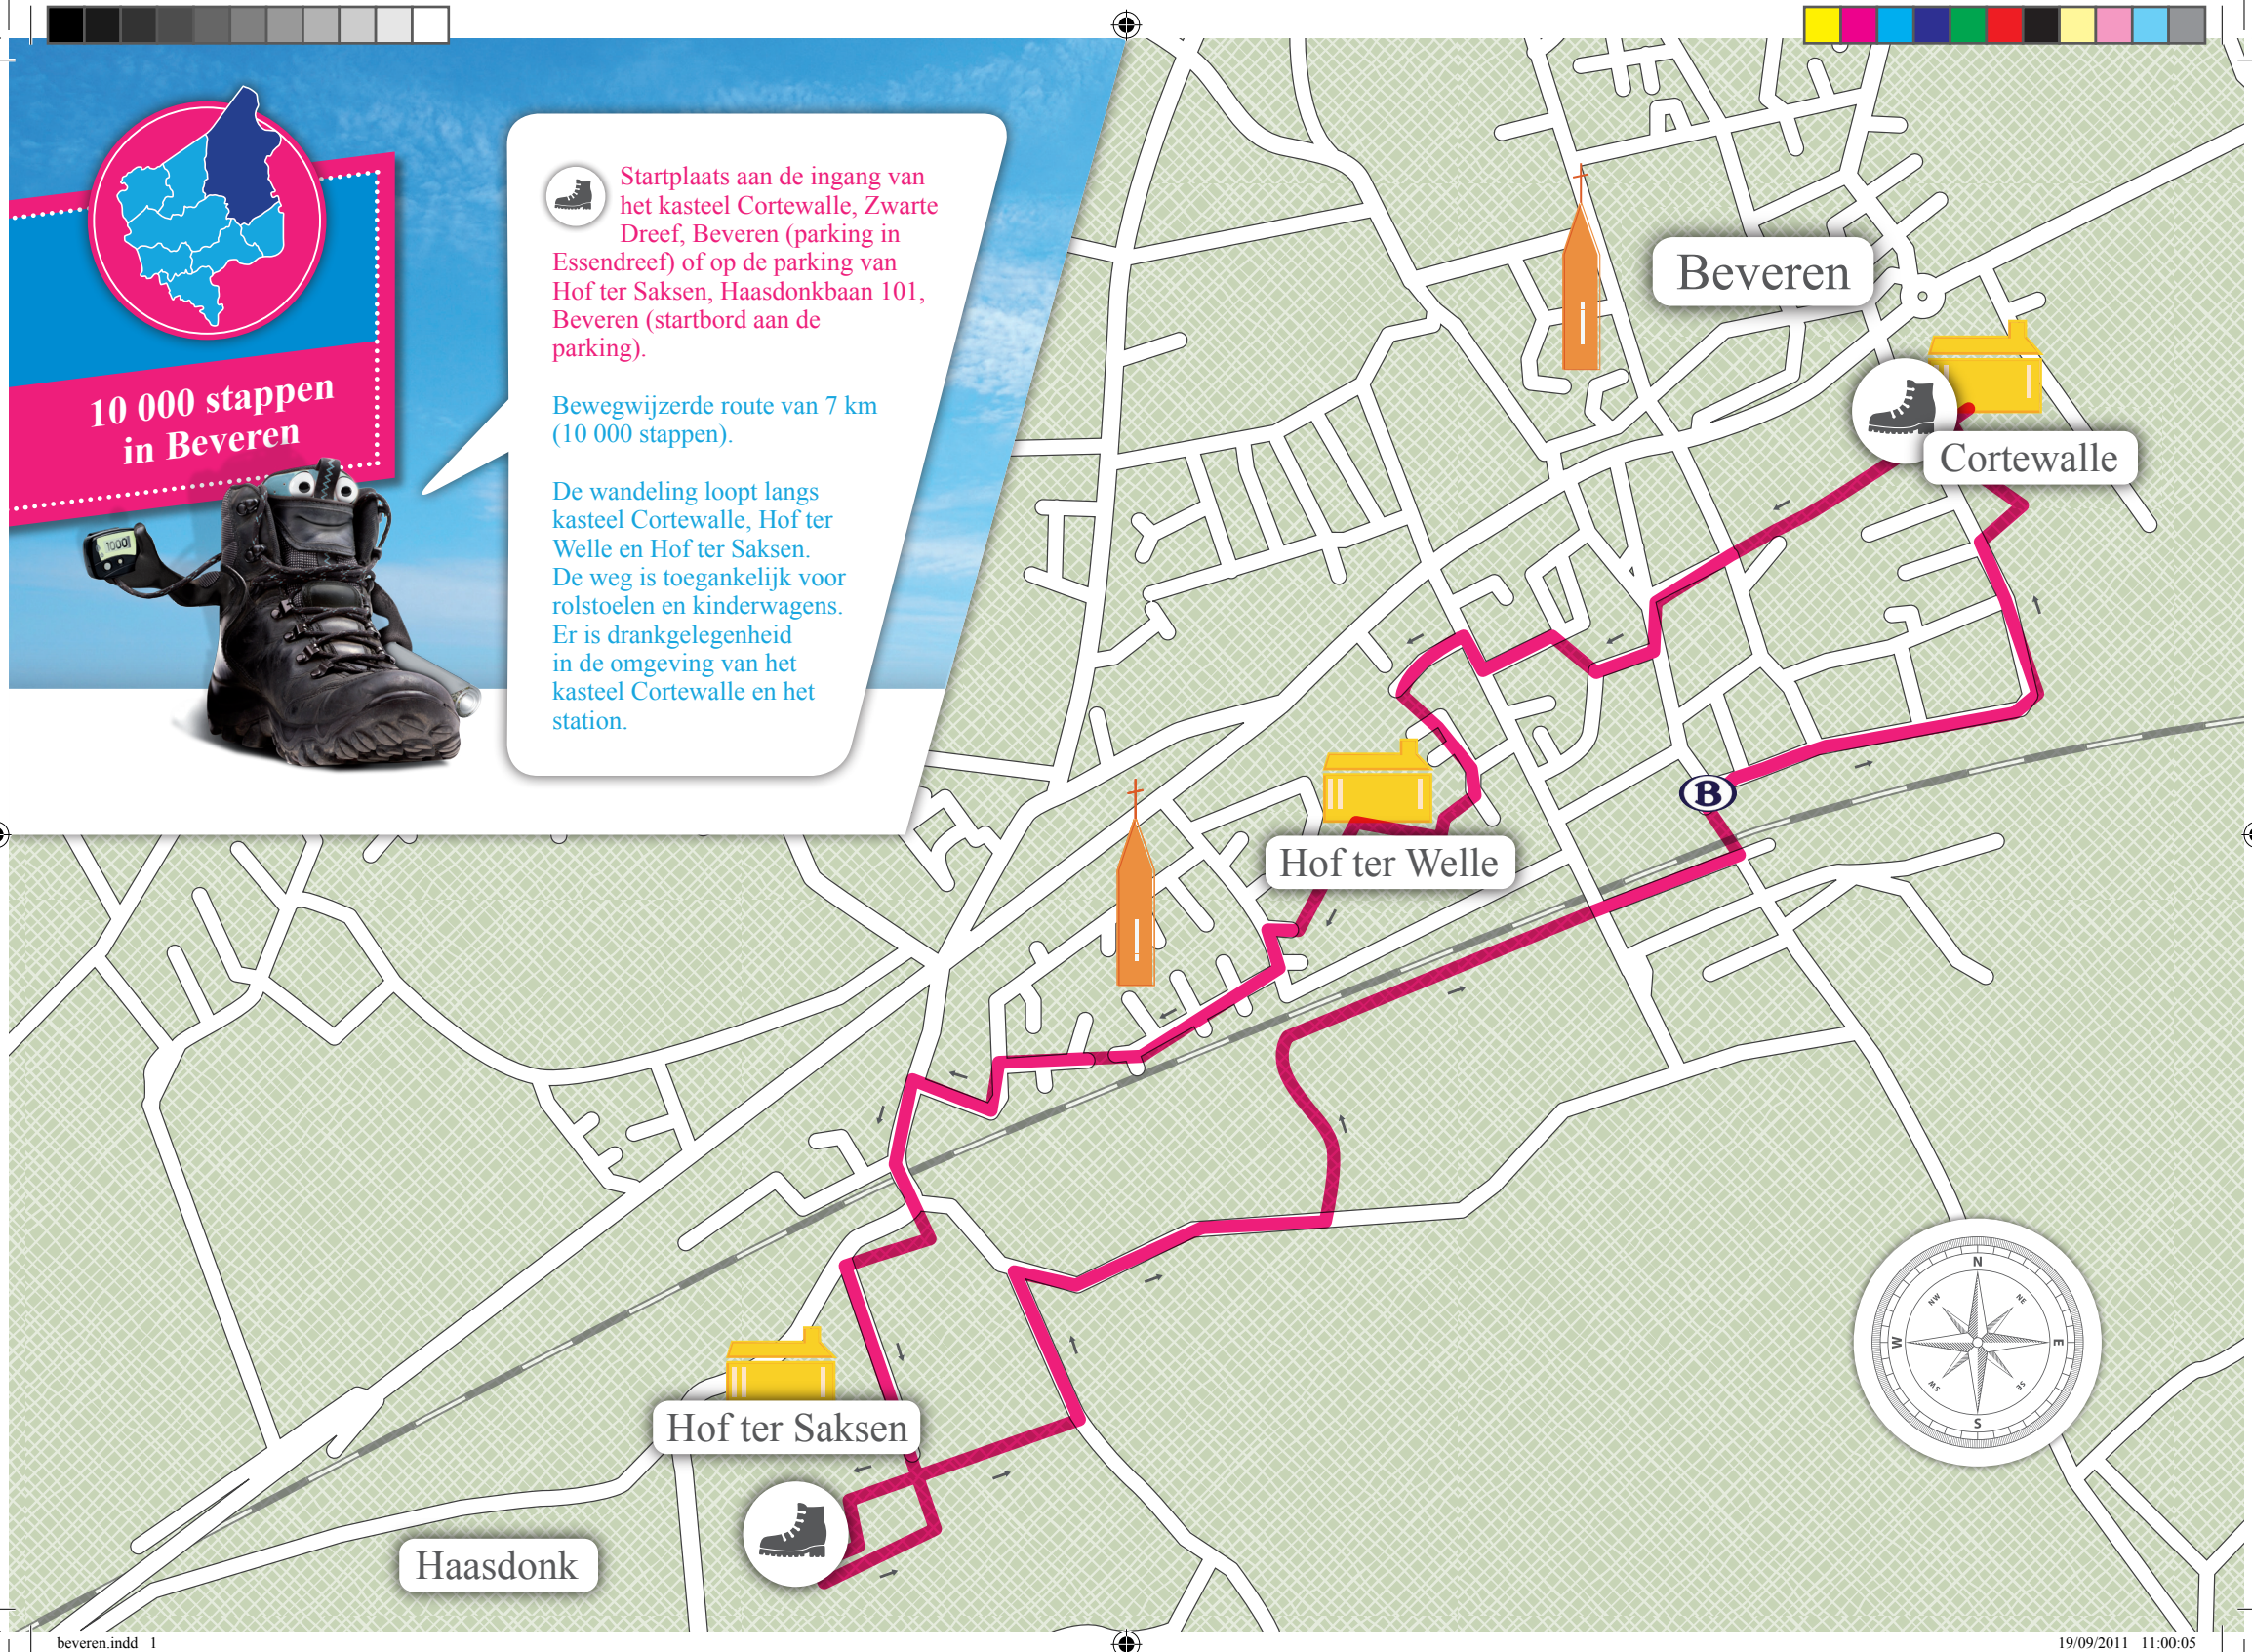 10 000 stappen
in Beveren
1000
Startplaats aan de ingang van
het kasteel Cortewalle, Zwarte
Dreef, Beveren (parking in
Essendreef) of op de parking van
Hof ter Saksen, Haasdonkbaan 101,
Beveren (startbord aan de
parking).
Bewegwijzerde route van 7 km
(10 000 stappen).
De wandeling loopt langs
kasteel Cortewalle, Hof ter
Welle en Hof ter Saksen.
De weg is toegankelijk voor
rolstoelen en kinderwagens.
Er is drankgelegenheid
in de omgeving van het
kasteel Cortewalle en het
station.
Beveren
Cortewalle
B
Hof ter Welle
Hof ter Saksen
Haasdonk
N
NW
NE
W
E
SW
SE
S
beveren.indd 1
19/09/2011 11:00:05